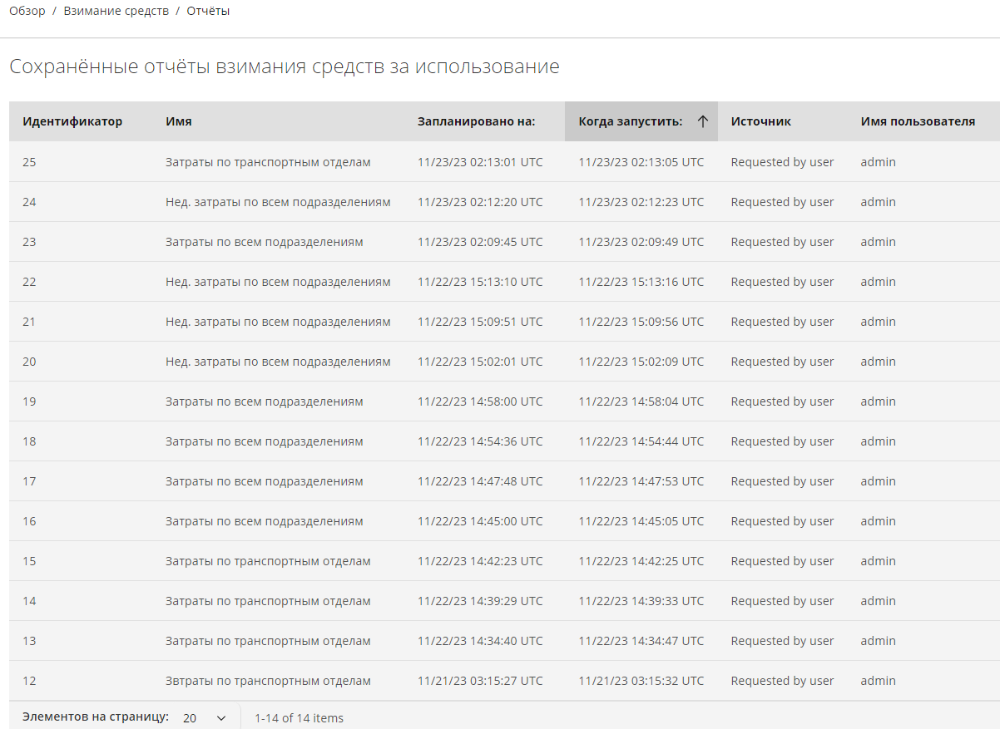 Обзор / Взимание средств / Отчёты
Сохранённые отчёты взимания средств за использование
Идентификатор Имя Запланировано на: Когда запустить: Источник Имя пользователя
25 Затраты по транспортным отделам 11/23/23 02:13:01 UTC 11/23/23 02:13:05 UTC Requested by user admin
24 Нед. затраты по всем подразделениям 11/23/23 02:12:20 UTC 11/23/23 02:12:23 UTC Requested by user admin
23 Затраты по всем подразделениям 11/23/23 02:09:45 UTC 11/23/23 02:09:49 UTC Requested by user admin
22 Нед. затраты по всем подразделениям 11/22/23 15:13:10 UTC 11/22/23 15:13:16 UTC Requested by user admin
21 Нед. затраты по всем подразделениям 11/22/23 15:09:51 UTC 11/22/23 15:09:56 UTC Requested by user admin
20 Нед. затраты по всем подразделениям 11/22/23 15:02:01 UTC 11/22/23 15:02:09 UTC Requested by user admin
19 Затраты по всем подразделениям 11/22/23 14:58:00 UTC 11/22/23 14:58:04 UTC Requested by user admin
18 Затраты по всем подразделениям 11/22/23 14:54:36 UTC 11/22/23 14:54:44 UTC Requested by user admin
17 Затраты по всем подразделениям 11/22/23 14:47:48 UTC 11/22/23 14:47:53 UTC Requested by user admin
16 Затраты по всем подразделениям 11/22/23 14:45:00 UTC 11/22/23 14:45:05 UTC Requested by user admin
15 Затраты по транспортным отделам 11/22/23 14:42:23 UTC 11/22/23 14:42:25 UTC Requested by user admin
14 Затраты по транспортным отделам 11/22/23 14:39:29 UTC 11/22/23 14:39:33 UTC Requested by user admin
13 Затраты по транспортным отделам 11/22/23 14:34:40 UTC 11/22/23 14:34:47 UTC Requested by user admin
12 Звтраты по транспортным отделам 11/21/23 03:15:27 UTC 11/21/23 03:15:32 UTC Requested by user admin
Элементов на страницу: 20 1-14 of 14 items